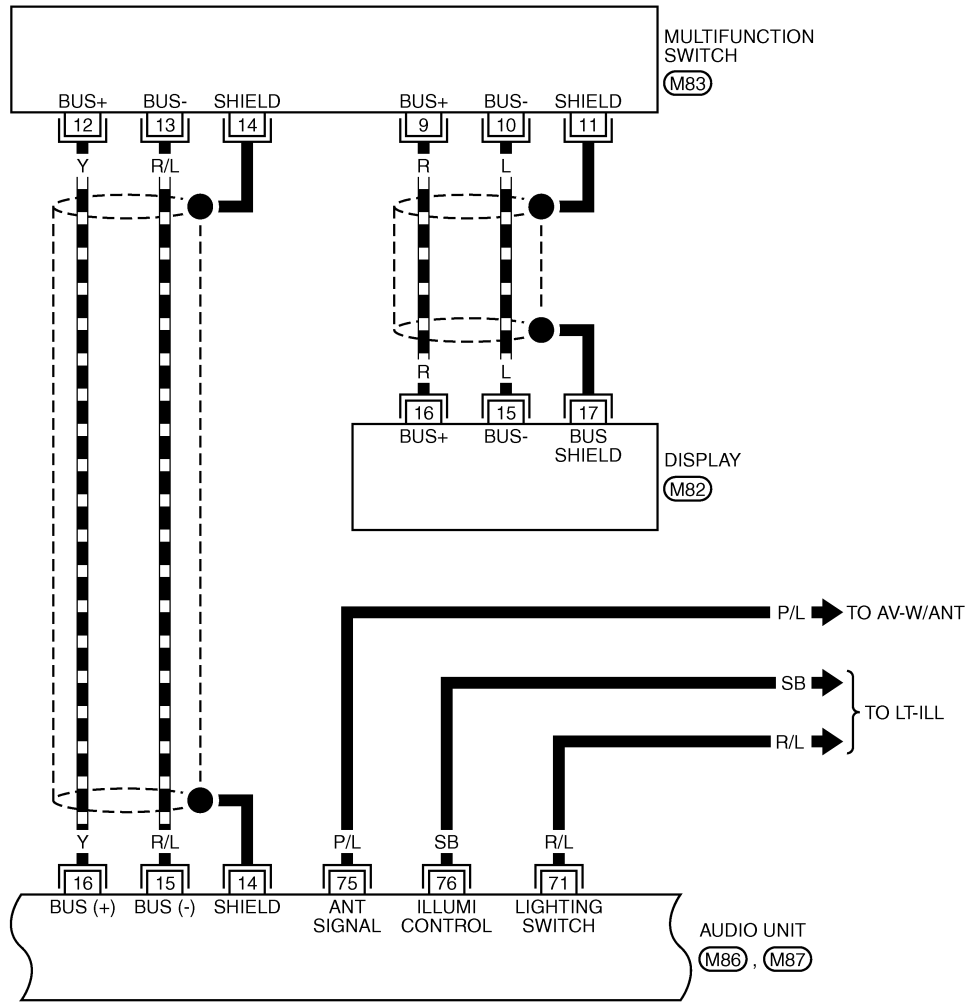 MULTIFUNCTION
SWITCH
M83
BUS+ BUS- SHIELD BUS+ BUS- SHIELD
12 13 14 9 10 11
Y R/L R L
R L
16 15 17
BUS+ BUS- BUS
SHIELD
DISPLAY
M82
P/L TO AV-W/ANT
SB
TO LT-ILL
R/L
Y R/L P/L SB R/L
16 15 14 75 76 71
BUS (+) BUS (-) SHIELD ANT ILLUMI LIGHTING
SIGNAL CONTROL SWITCH
AUDIO UNIT
M86 , M87